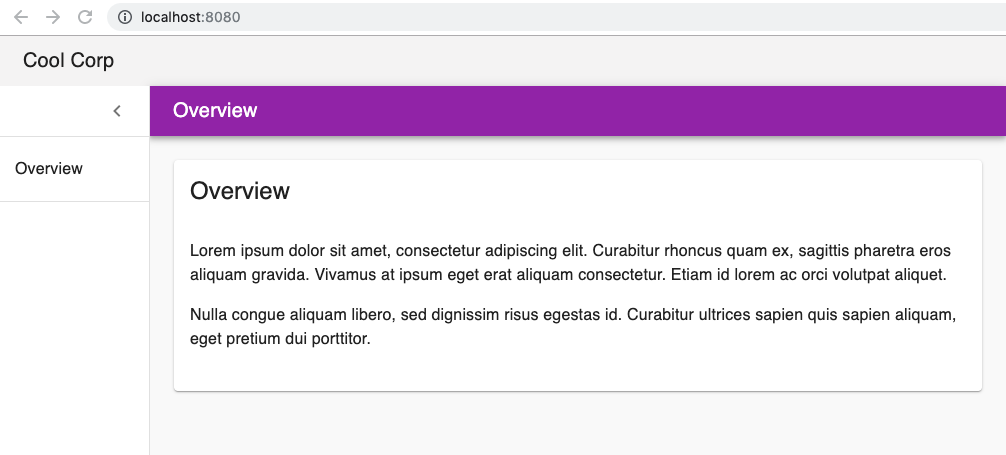 localhost:8080
Cool Corp
Overview
Overview
Overview
Lorem ipsum dolor sit amet, consectetur adipiscing elit. Curabitur rhoncus quam ex, sagittis pharetra eros
aliquam gravida. Vivamus at ipsum eget erat aliquam consectetur. Etiam id lorem ac orci volutpat aliquet.
Nulla congue aliquam libero, sed dignissim risus egestas id. Curabitur ultrices sapien quis sapien aliquam,
eget pretium dui porttitor.